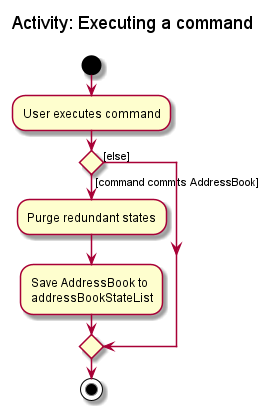 Activity: Executing a command
User executes command
[else]
[command commits AddressBook]
Purge redundant states
Save AddressBook to
addressBookStateList